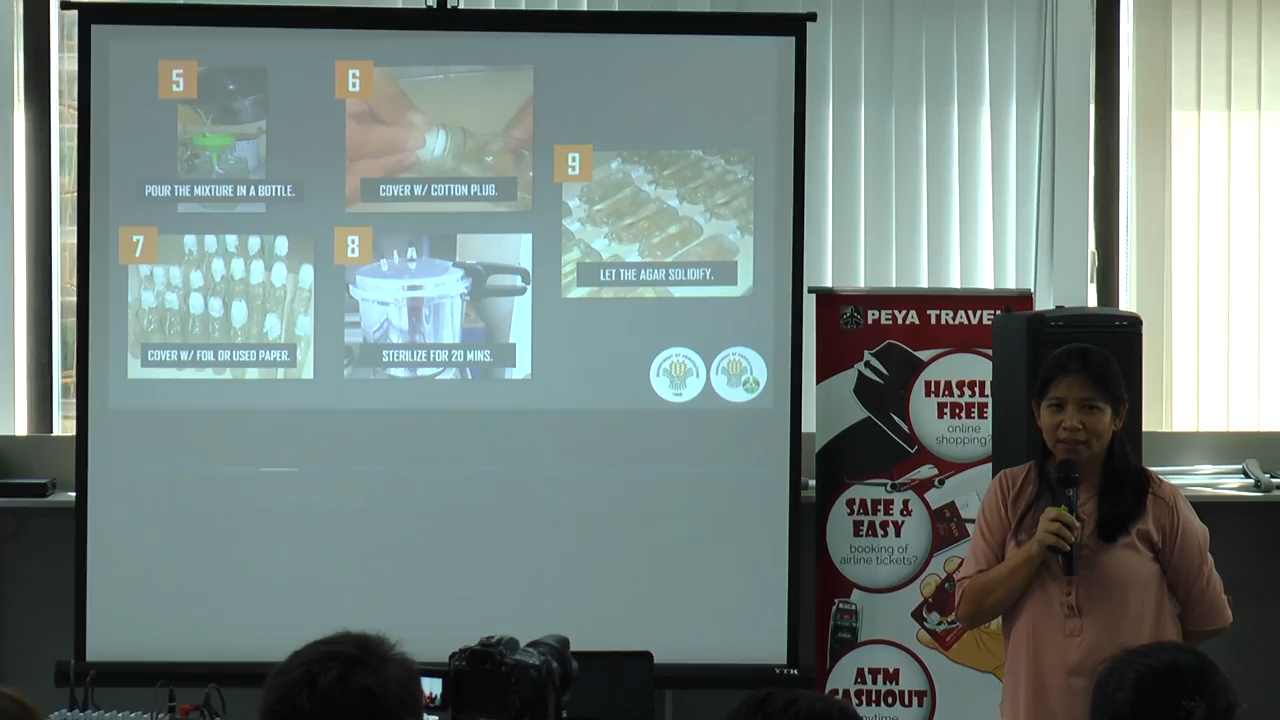 5
POUR THE MIXTURE IN A BOTTLE.
6
COVER W/ COTTON PLUG.
7
COVER W/ FOIL OR USED PAPER.
8
STERILIZE FOR 20 MINS.
9
LET THE AGAR SOLIDIFY.
PEYA TRAVEL
HASSLE
FREE
online
shopping?
SAFE &
EASY
booking of
airline tickets?
ATM
CASHOUT
anytime